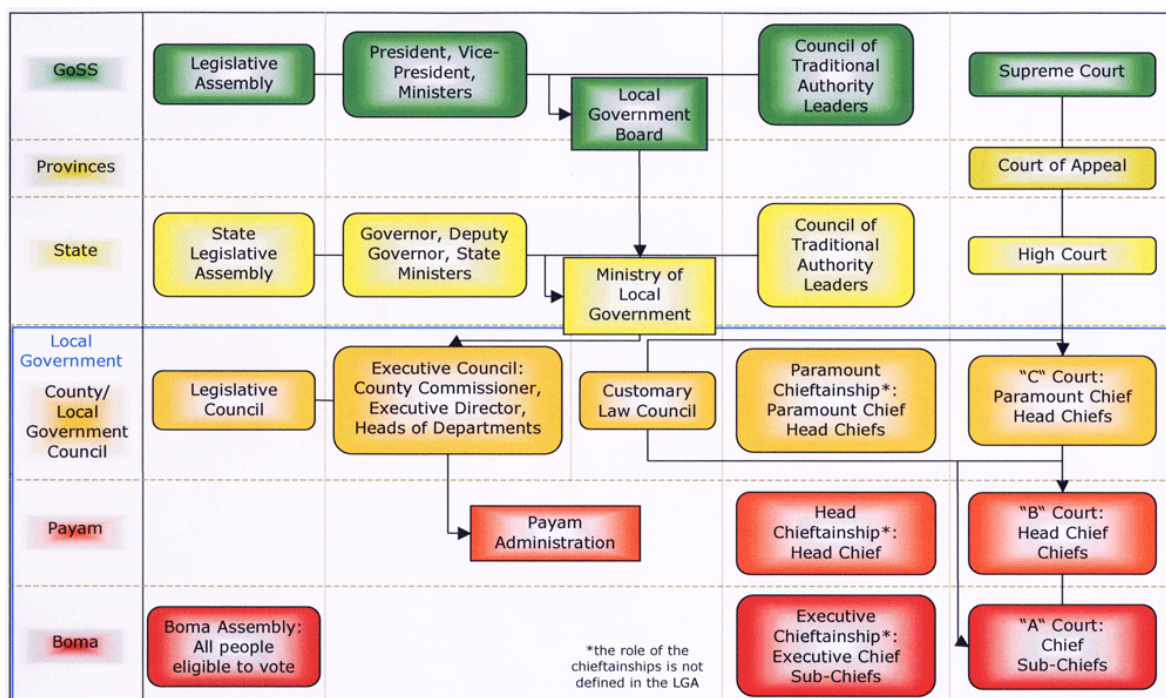 GoSS
Legislative
Assembly
President, Vice-
President,
Ministers
Local
Government
Board
Council of
Traditional
Authority
Leaders
Supreme Court
Provinces
Court of Appeal
State
State
Legislative
Assembly
Governor, Deputy
Governor, State
Ministers
Ministry of
Local
Government
Council of
Traditional
Authority
Leaders
High Court
Local
Government
County/
Local
Government
Council
Legislative
Council
Executive Council:
County Commissioner,
Executive Director,
Heads of Departments
Customary
Law Council
Paramount
Chieftainship*:
Paramount Chief
Head Chiefs
"C" Court:
Paramount Chief
Head Chiefs
Payam
Payam
Administration
Head
Chieftainship*:
Head Chief
"B" Court:
Head Chief
Chiefs
Boma
Boma Assembly:
All people
eligible to vote
*the role of the
chieftainships is not
defined in the LGA
Executive
Chieftainship*:
Executive Chief
Sub-Chiefs
"A" Court:
Chief
Sub-Chiefs